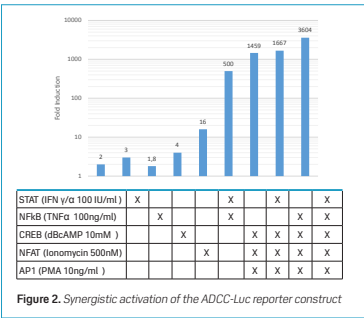 10000
1000
100
10
1
Fold Induction
2
3
1,8
4
16
500
1459
1667
3604
STAT (IFN γ/α 100 IU/ml) X X X X
NFkB (TNFα 100ng/ml) X X X X
CREB (dBcAMP 10mM ) X X X X X
NFAT (Ionomycin 500nM) X X X X X
AP1 (PMA 10ng/ml ) X X X X
Figure 2. Synergistic activation of the ADCC-Luc reporter construct